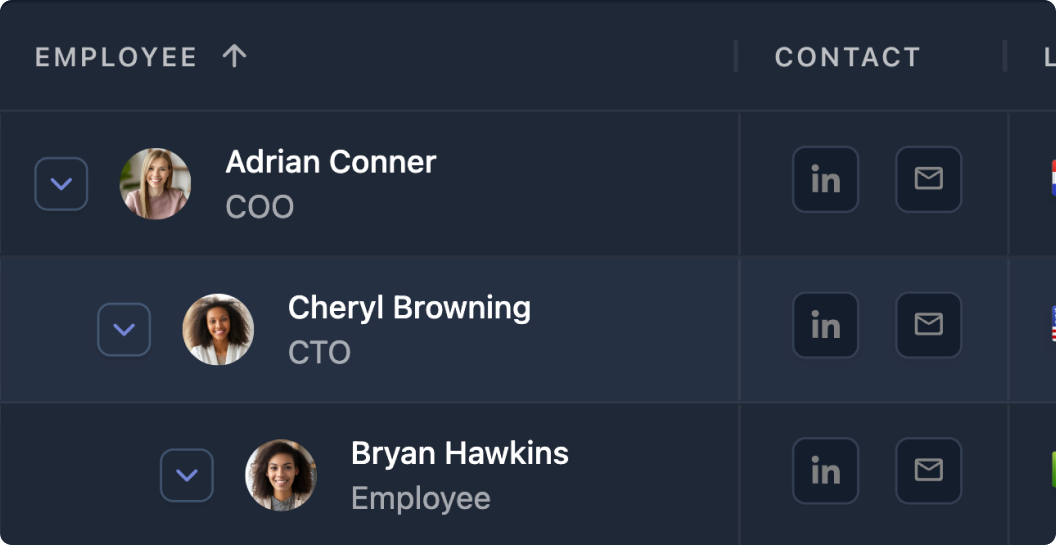 EMPLOYEE
CONTACT
L
Adrian Conner
COO
in
Cheryl Browning
CTO
in
Bryan Hawkins
Employee
in